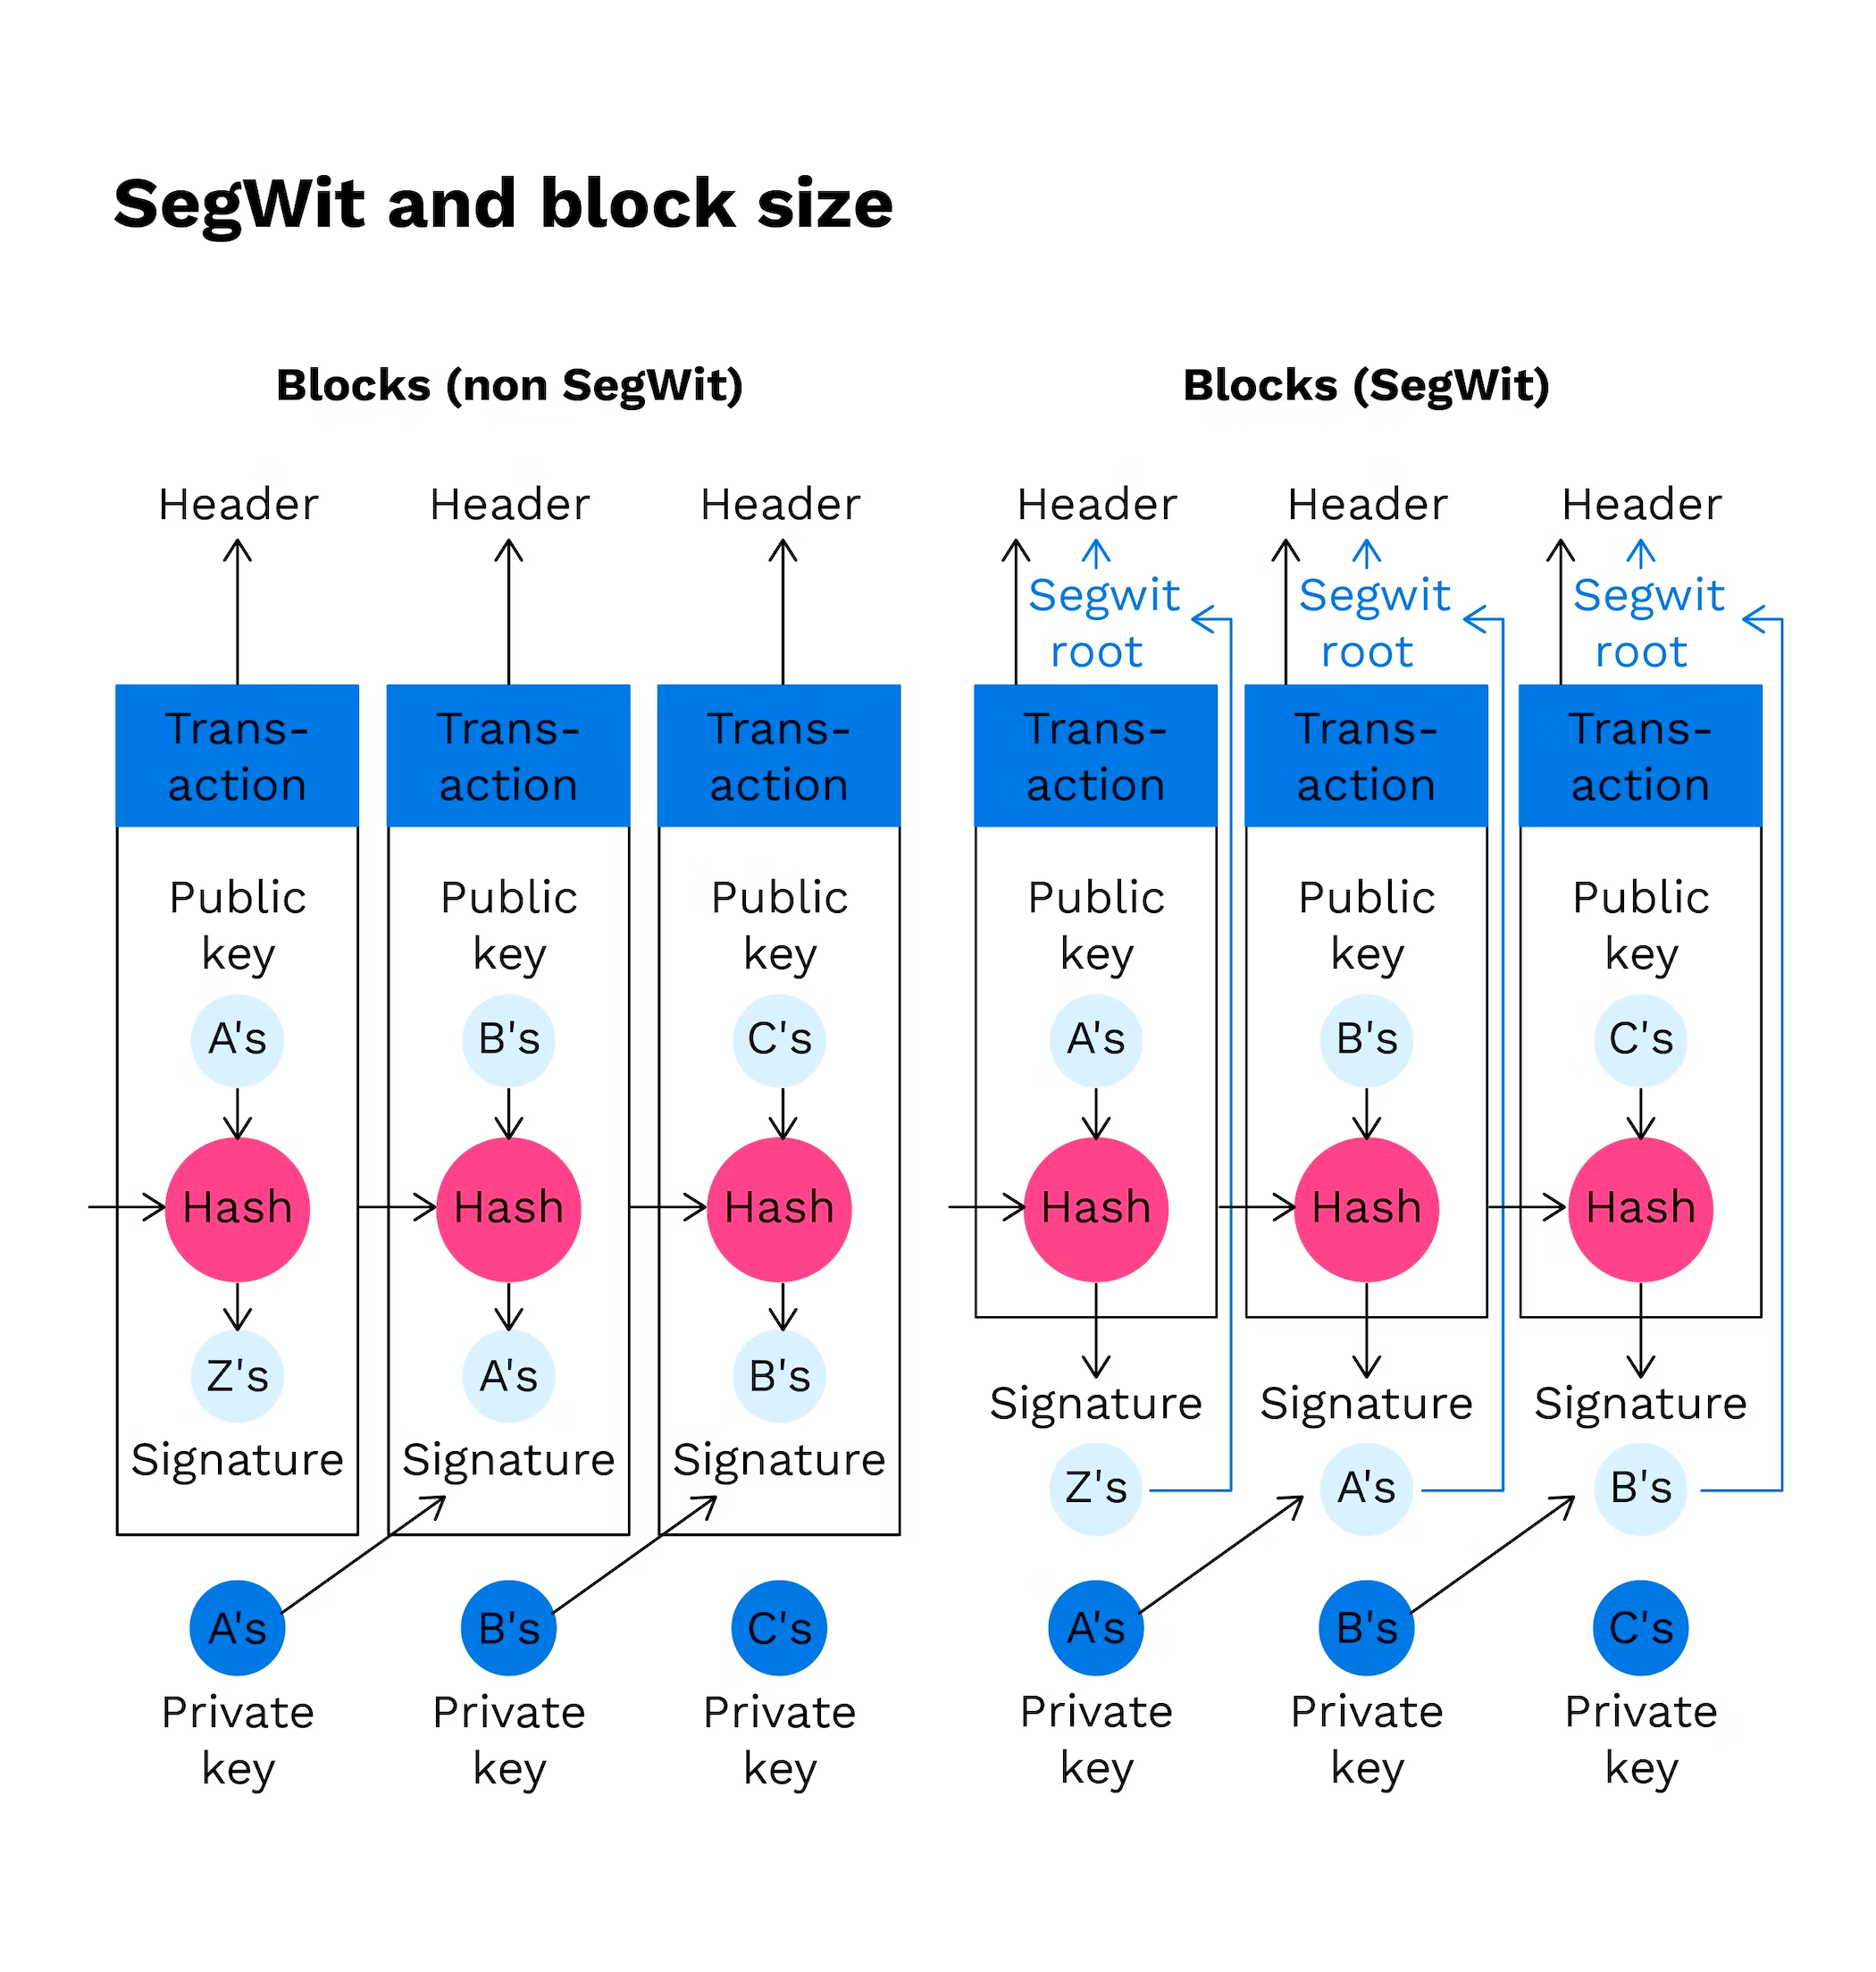 SegWit and block size
Blocks (non SegWit)
Header
Header
Header
Trans-
action
Trans-
action
Trans-
action
Public
key
Public
key
Public
key
A's
B's
C's
Hash
Hash
Hash
Z's
A's
B's
Signature
Signature
Signature
A's
B's
C's
Private
key
Private
key
Private
key
Blocks (SegWit)
Header
Header
Header
Segwit
root
Segwit
root
Segwit
root
Trans-
action
Trans-
action
Trans-
action
Public
key
Public
key
Public
key
A's
B's
C's
Hash
Hash
Hash
Signature
Signature
Signature
Z's
A's
B's
A's
B's
C's
Private
key
Private
key
Private
key